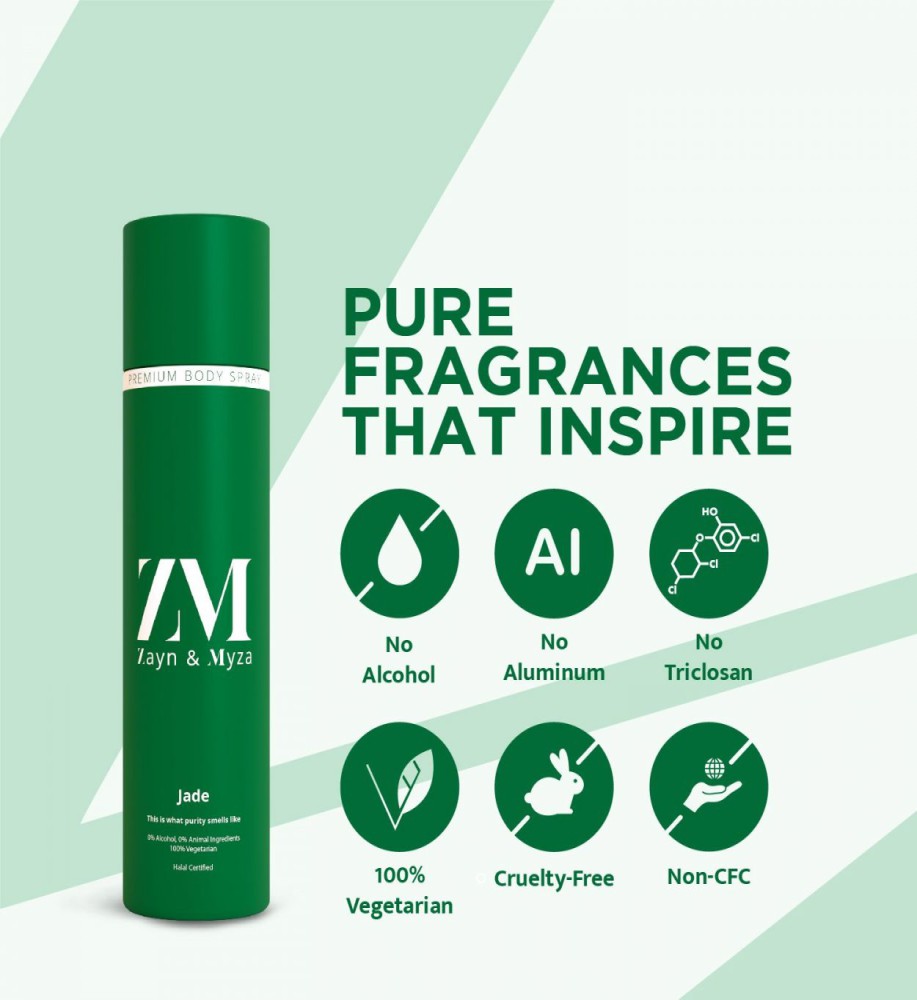 PREMIUM BODY SPRAY
ZM
Zayn & Myza
Jade
This is what purity smells like
0% Alcohol, 0% Animal Ingredients
100% Vegetarian
Halal Certified
PURE
FRAGRANCES
THAT INSPIRE
No
Alcohol
Al
No
Aluminum
HO
O
Cl
Cl
Cl
No
Triclosan
100%
Vegetarian
Cruelty-Free
Non-CFC